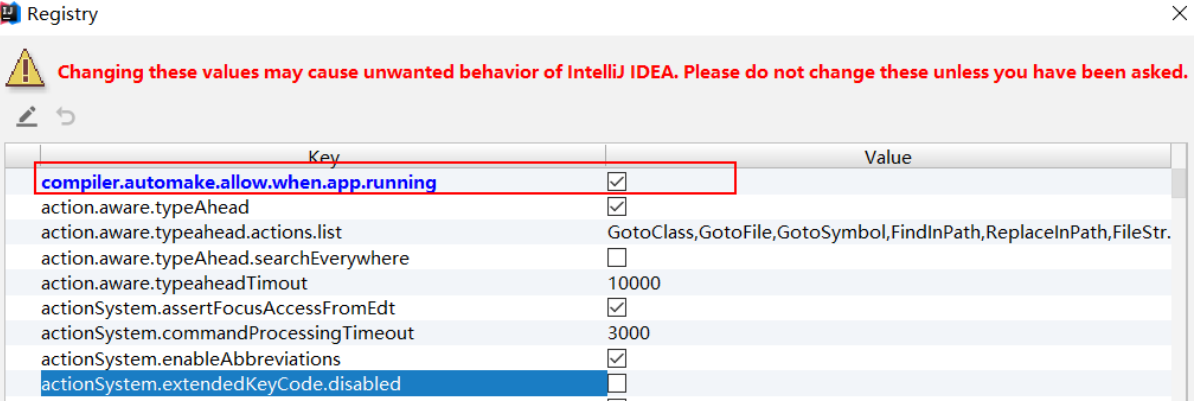 Registry
Changing these values may cause unwanted behavior of IntelliJ IDEA. Please do not change these unless you have been asked.
Key Value
compiler.automake.allow.when.app.running
action.aware.typeAhead
action.aware.typeahead.actions.list GotoClass,GotoFile,GotoSymbol,FindInPath,ReplaceInPath,FileStr.
action.aware.typeAhead.searchEverywhere
action.aware.typeaheadTimout 10000
actionSystem.assertFocusAccessFromEdt
actionSystem.commandProcessingTimeout 3000
actionSystem.enableAbbreviations
actionSystem.extendedKeyCode.disabled